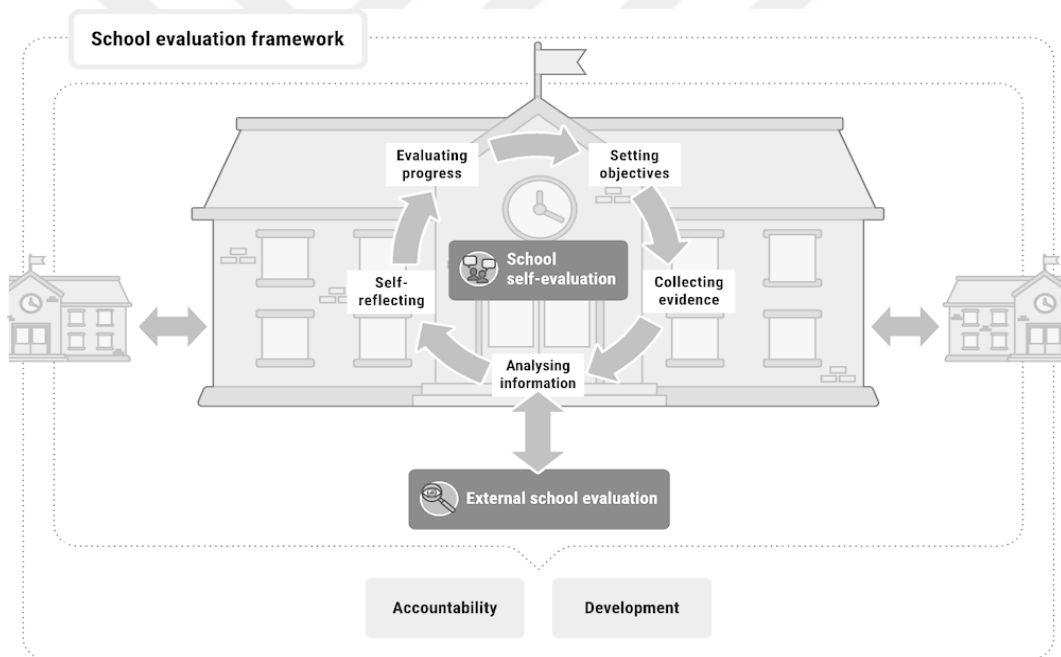 School evaluation framework
Evaluating
progress
Setting
objectives
School
self-evaluation
Self-
reflecting
Collecting
evidence
Analysing
information
External school evaluation
Accountability
Development